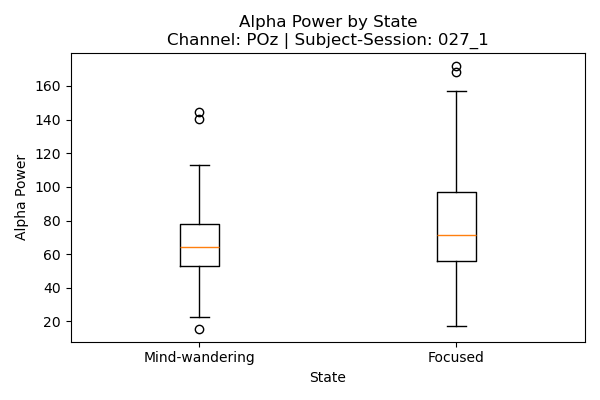 Alpha Power by State
Channel: POz | Subject-Session: 027_1
Alpha Power
160
140
120
100
80
60
40
20
Mind-wandering
Focused
State